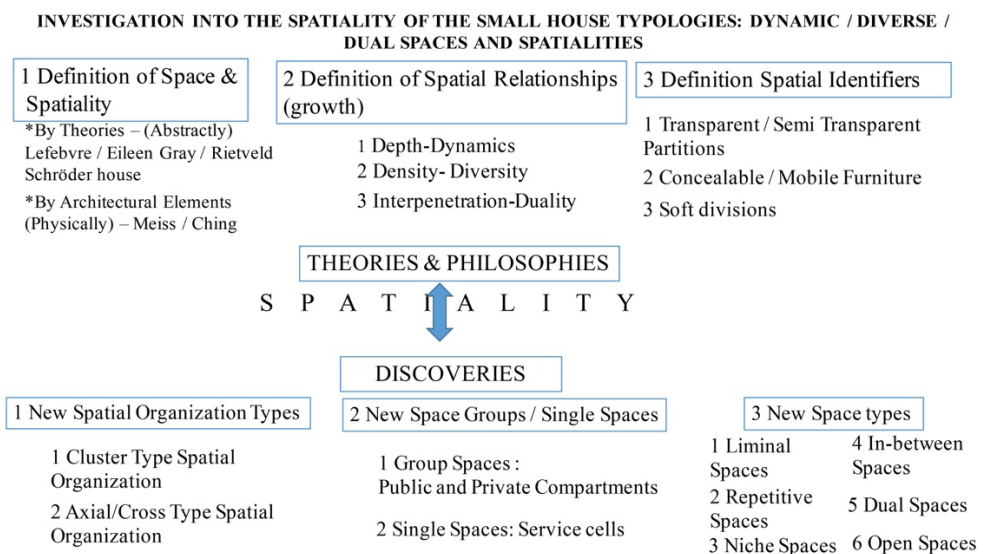 INVESTIGATION INTO THE SPATIALITY OF THE SMALL HOUSE TYPOLOGIES: DYNAMIC / DIVERSE /
DUAL SPACES AND SPATIALITIES
1 Definition of Space &
Spatiality
*By Theories – (Abstractly)
Lefebvre / Eileen Gray / Rietveld
Schröder house
*By Architectural Elements
(Physically) – Meiss / Ching
2 Definition of Spatial Relationships
(growth)
1 Depth-Dynamics
2 Density- Diversity
3 Interpenetration-Duality
3 Definition Spatial Identifiers
1 Transparent / Semi Transparent
Partitions
2 Concealable / Mobile Furniture
3 Soft divisions
THEORIES & PHILOSOPHIES
S P A T I A L I T Y
DISCOVERIES
1 New Spatial Organization Types
1 Cluster Type Spatial
Organization
2 Axial/Cross Type Spatial
Organization
2 New Space Groups / Single Spaces
1 Group Spaces :
Public and Private Compartments
2 Single Spaces: Service cells
3 New Space types
1 Liminal
Spaces
2 Repetitive
Spaces
3 Niche Spaces
4 In-between
Spaces
5 Dual Spaces
6 Open Spaces